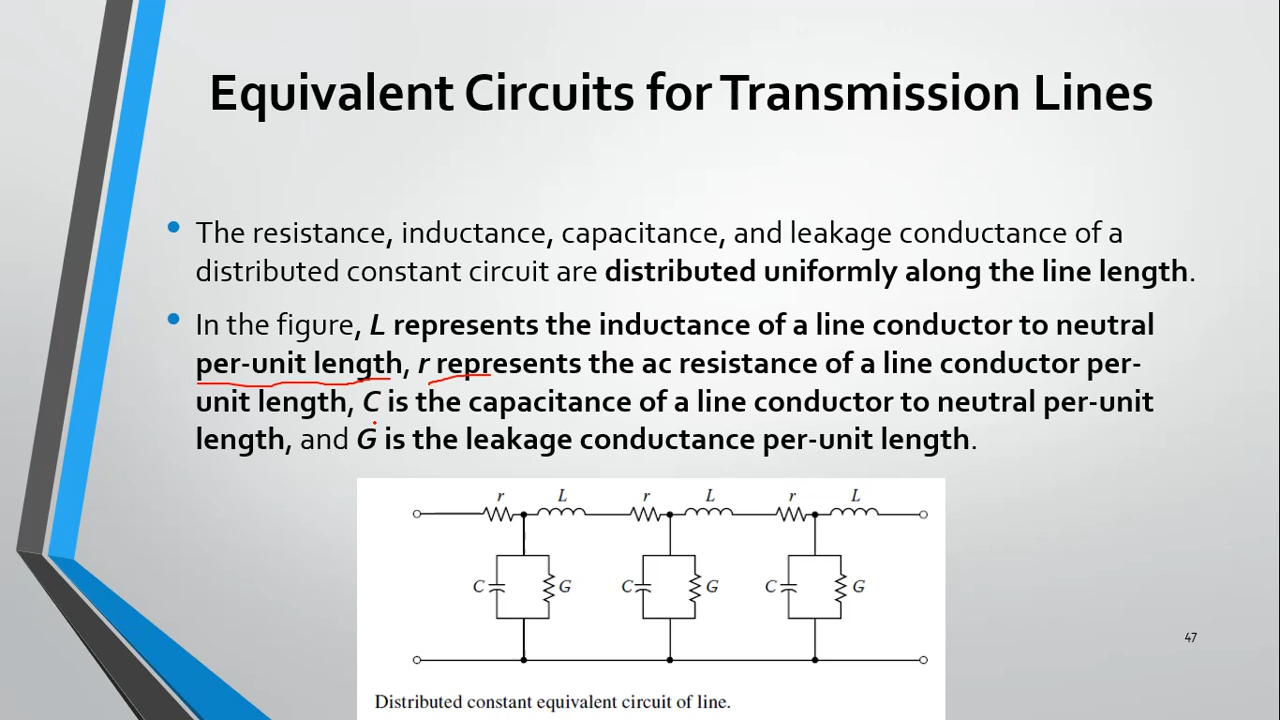 Equivalent Circuits for Transmission Lines
• The resistance, inductance, capacitance, and leakage conductance of a
distributed constant circuit are distributed uniformly along the line length.
• In the figure, L represents the inductance of a line conductor to neutral
per-unit length, r represents the ac resistance of a line conductor per-
unit length, C is the capacitance of a line conductor to neutral per-unit
length, and G is the leakage conductance per-unit length.
r L r L r L
C G C G C G
47
Distributed constant equivalent circuit of line.